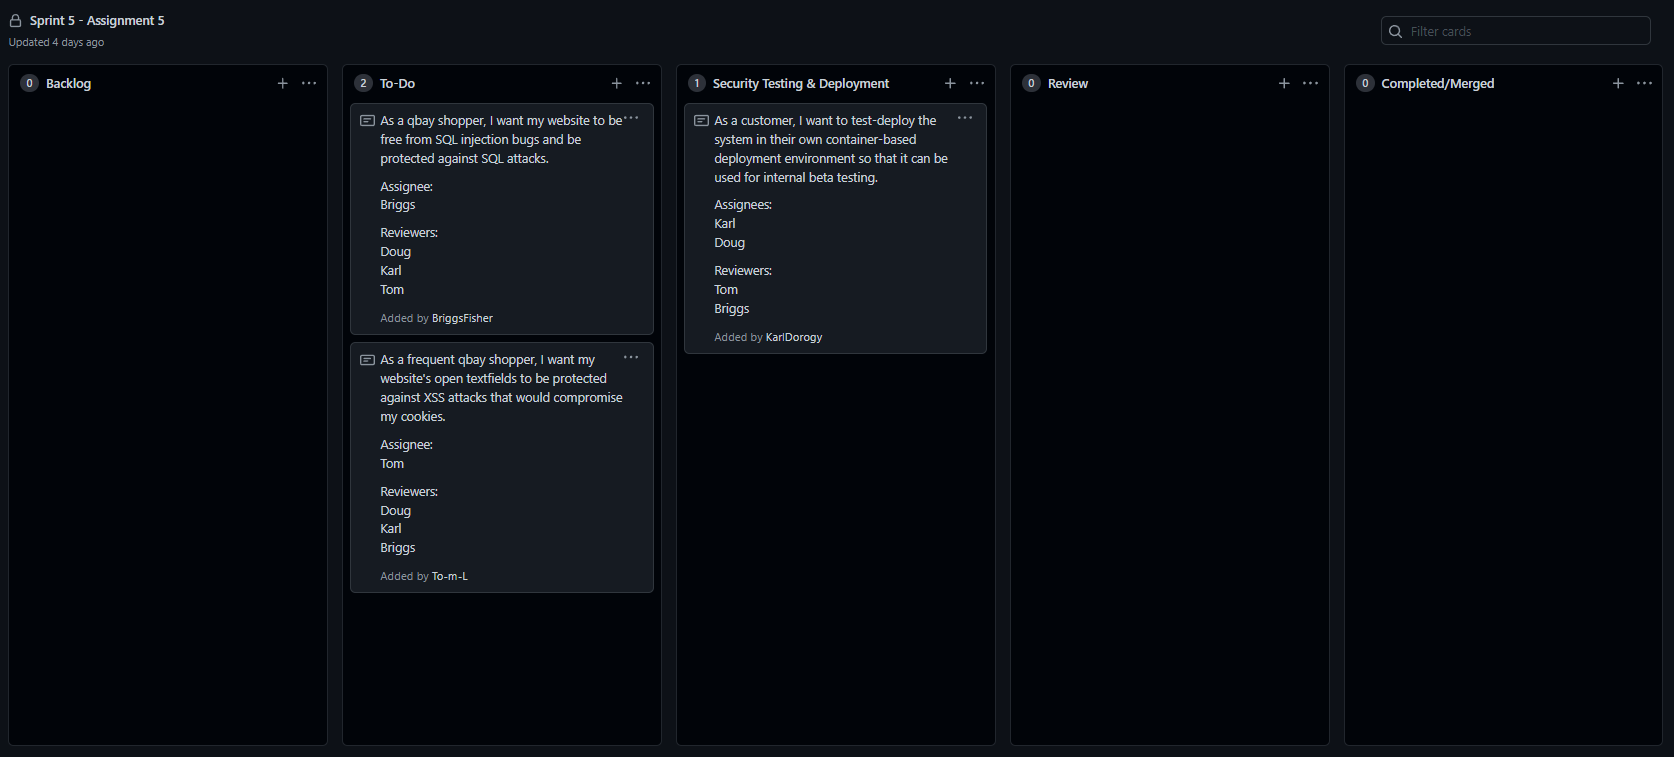 Sprint 5 - Assignment 5
Updated 4 days ago
Filter cards
0 Backlog
2 To-Do
As a qbay shopper, I want my website to be
free from SQL injection bugs and be
protected against SQL attacks.
Assignee:
Briggs
Reviewers:
Doug
Karl
Tom
Added by BriggsFisher
As a frequent qbay shopper, I want my
website's open textfields to be protected
against XSS attacks that would compromise
my cookies.
Assignee:
Tom
Reviewers:
Doug
Karl
Briggs
Added by To-m-L
1 Security Testing & Deployment
As a customer, I want to test-deploy the
system in their own container-based
deployment environment so that it can be
used for internal beta testing.
Assignees:
Karl
Doug
Reviewers:
Tom
Briggs
Added by KarlDorogy
0 Review
0 Completed/Merged